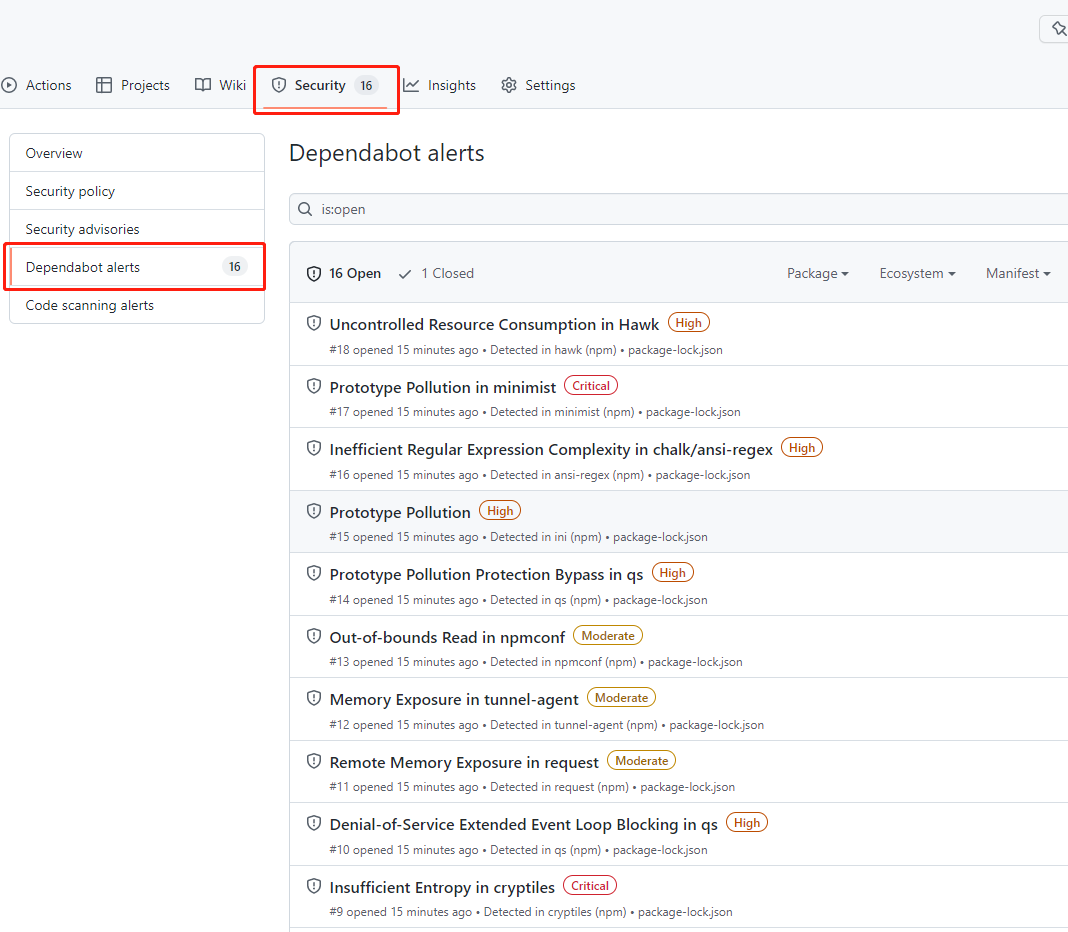 Actions Projects Wiki Security 16 Insights Settings
Overview
Security policy
Security advisories
Dependabot alerts 16
Code scanning alerts
Dependabot alerts
is:open
16 Open 1 Closed Package Ecosystem Manifest
Uncontrolled Resource Consumption in Hawk High
#18 opened 15 minutes ago • Detected in hawk (npm) • package-lock.json
Prototype Pollution in minimist Critical
#17 opened 15 minutes ago • Detected in minimist (npm) • package-lock.json
Inefficient Regular Expression Complexity in chalk/ansi-regex High
#16 opened 15 minutes ago • Detected in ansi-regex (npm) • package-lock.json
Prototype Pollution High
#15 opened 15 minutes ago • Detected in ini (npm) • package-lock.json
Prototype Pollution Protection Bypass in qs High
#14 opened 15 minutes ago • Detected in qs (npm) • package-lock.json
Out-of-bounds Read in npmconf Moderate
#13 opened 15 minutes ago • Detected in npmconf (npm) • package-lock.json
Memory Exposure in tunnel-agent Moderate
#12 opened 15 minutes ago • Detected in tunnel-agent (npm) • package-lock.json
Remote Memory Exposure in request Moderate
#11 opened 15 minutes ago • Detected in request (npm) • package-lock.json
Denial-of-Service Extended Event Loop Blocking in qs High
#10 opened 15 minutes ago • Detected in qs (npm) • package-lock.json
Insufficient Entropy in cryptiles Critical
#9 opened 15 minutes ago • Detected in cryptiles (npm) • package-lock.json